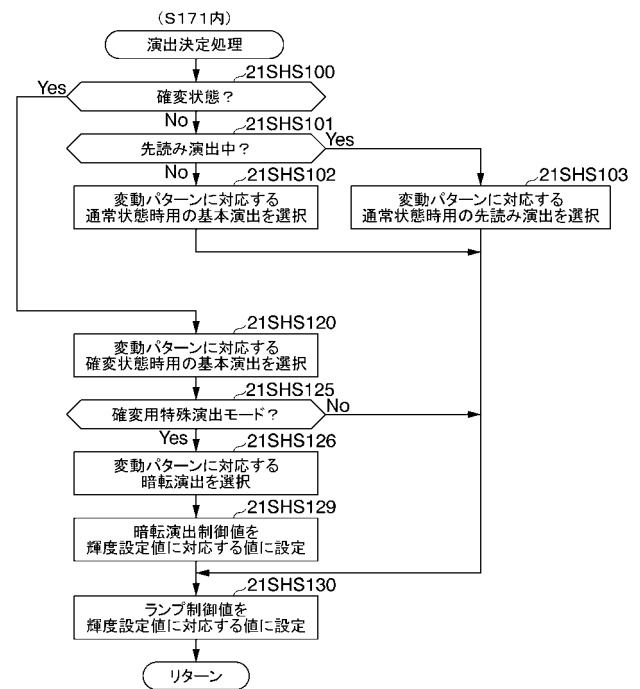 (S171内)
演出決定処理
21SHS100
Yes
確変状態？
No
21SHS101
先読み演出中？
Yes
No
21SHS102
変動パターンに対応する
通常状態時用の基本演出を選択
21SHS103
変動パターンに対応する
通常状態時用の先読み演出を選択
21SHS120
変動パターンに対応する
確変状態時用の基本演出を選択
21SHS125
確変用特殊演出モード？
No
Yes
21SHS126
変動パターンに対応する
暗転演出を選択
21SHS129
暗転演出制御値を
輝度設定値に対応する値に設定
21SHS130
ランプ制御値を
輝度設定値に対応する値に設定
リターン